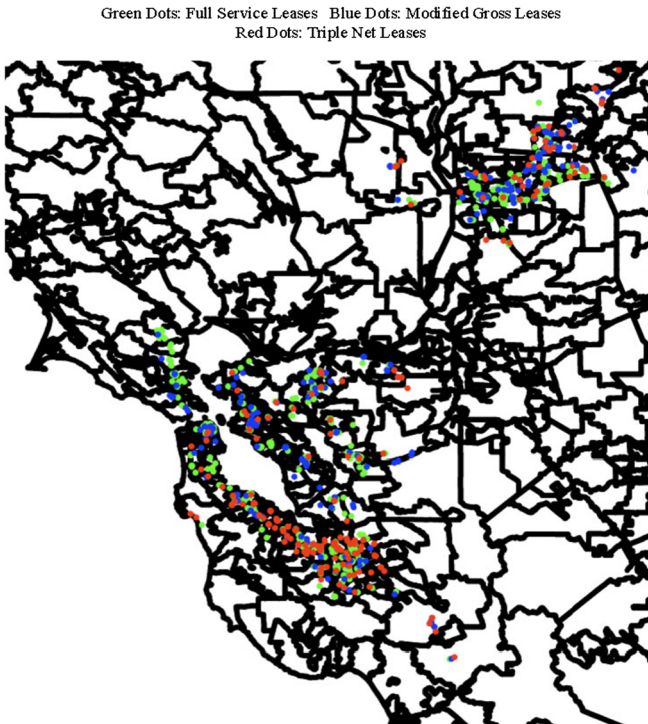 Green Dots: Full Service Leases Blue Dots: Modified Gross Leases
Red Dots: Triple Net Leases